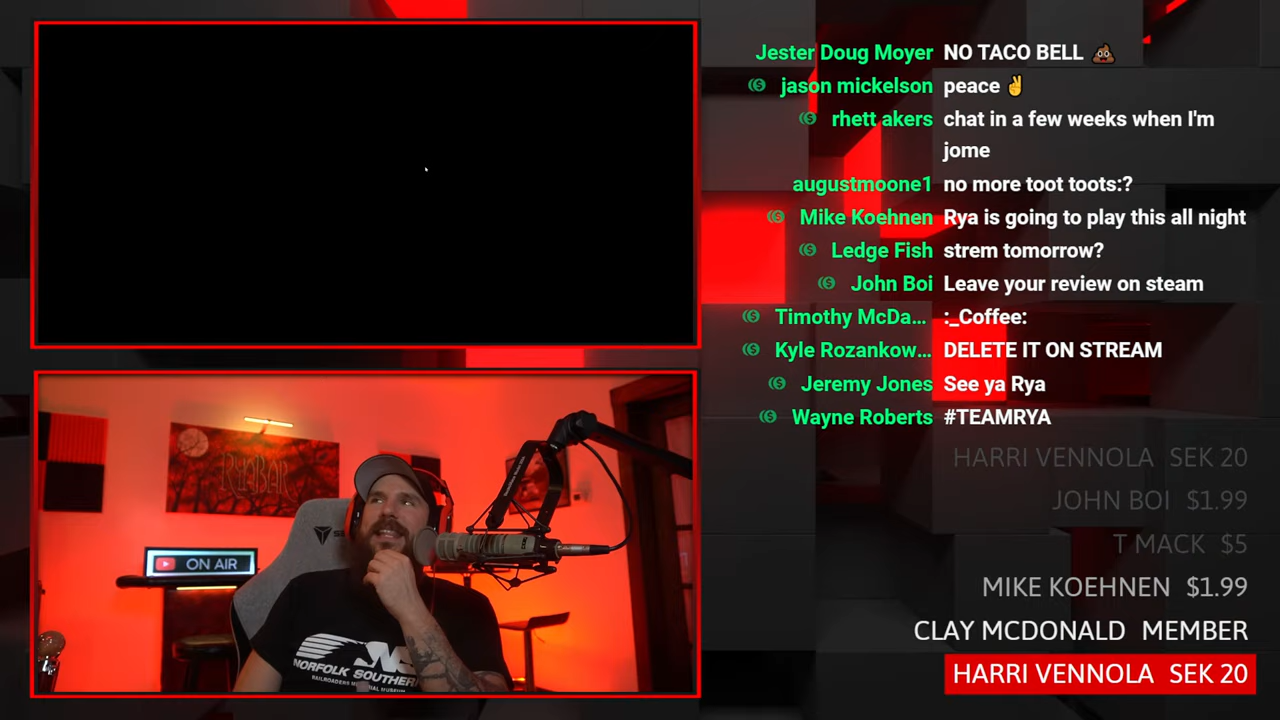 Jester Doug Moyer NO TACO BELL 💩
jason mickelson peace ✌
rhett akers chat in a few weeks when I'm
jome
augustmoone1 no more toot toots:?
Mike Koehnen Rya is going to play this all night
Ledge Fish strem tomorrow?
John Boi Leave your review on steam
Timothy McDa... :_Coffee:
Kyle Rozankow... DELETE IT ON STREAM
Jeremy Jones See ya Rya
Wayne Roberts #TEAMRYA
HARRI VENNOLA SEK 20
JOHN BOI $1.99
T MACK $5
MIKE KOEHNEN $1.99
CLAY MCDONALD MEMBER
HARRI VENNOLA SEK 20
RYABAR
ON AIR
NS
NORFOLK SOUTHERN